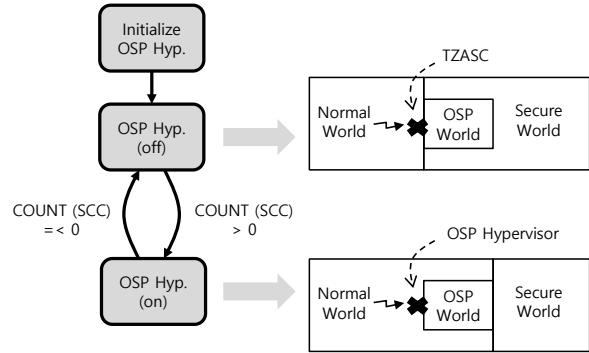 Initialize
OSP Hyp.
OSP Hyp.
(off)
COUNT (SCC)
=< 0
COUNT (SCC)
> 0
OSP Hyp.
(on)
TZASC
Normal
World
OSP
World
Secure
World
OSP Hypervisor
Normal
World
OSP
World
Secure
World